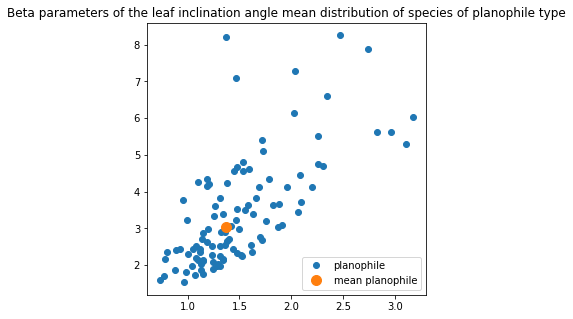 Beta parameters of the leaf inclination angle mean distribution of species of planophile type
8
7
6
5
4
3
2
planophile
mean planophile
1.0 1.5 2.0 2.5 3.0